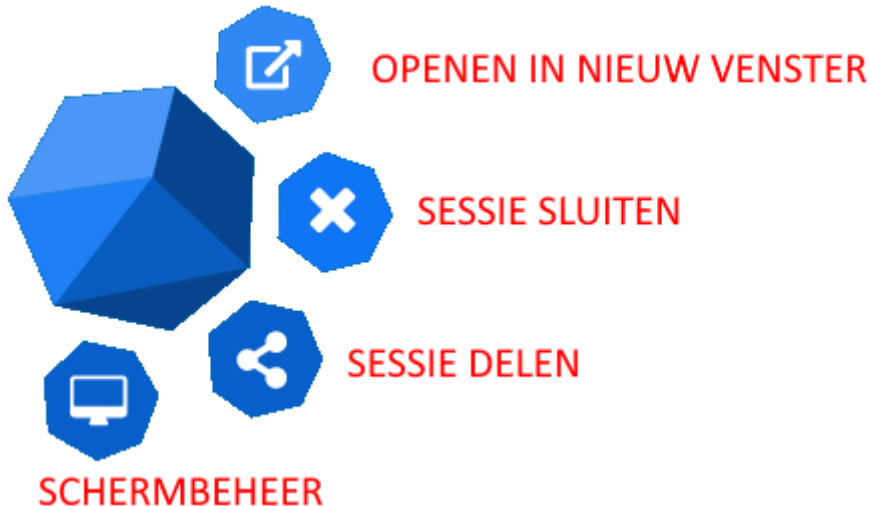 OPENEN IN NIEUW VENSTER
SESSIE SLUITEN
SESSIE DELEN
SCHERMBEHEER